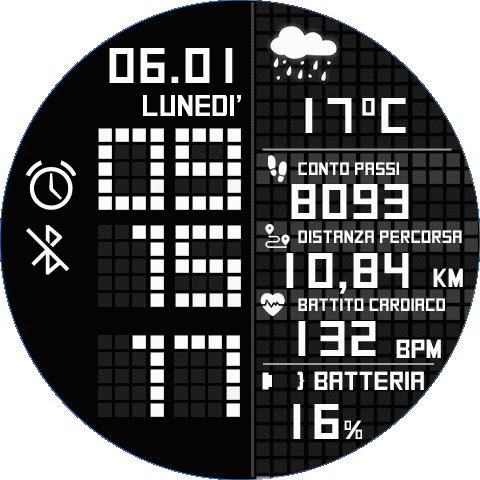 06.01
LUNEDI'
09
15
17
17°C
CONTO PASSI
8093
DISTANZA PERCORSA
10,84 KM
BATTITO CARDIACO
132 BPM
} BATTERIA
16%